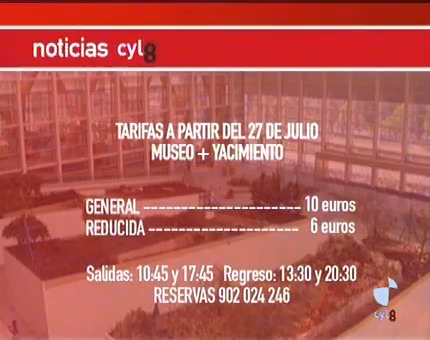 noticias cyl8
TARIFAS A PARTIR DEL 27 DE JULIO
MUSEO + YACIMIENTO
GENERAL --------------------- 10 euros
REDUCIDA -------------------- 6 euros
Salidas: 10:45 y 17:45 Regreso: 13:30 y 20:30
RESERVAS 902 024 246
cyl8